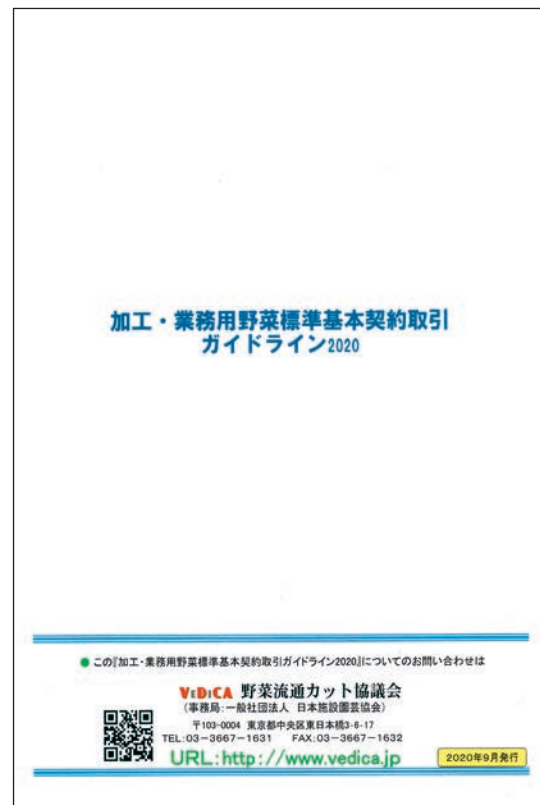 加工・業務用野菜標準基本契約取引
ガイドライン2020
● この『加工・業務用野菜標準基本契約取引ガイドライン2020』についてのお問い合わせは
VEDICA 野菜流通カット協議会
(事務局:一般社団法人 日本施設園芸協会)
〒103-0004 東京都中央区東日本橋3-6-17
TEL:03-3667-1631 FAX:03-3667-1632
URL:http://www.vedica.jp
2020年9月発行